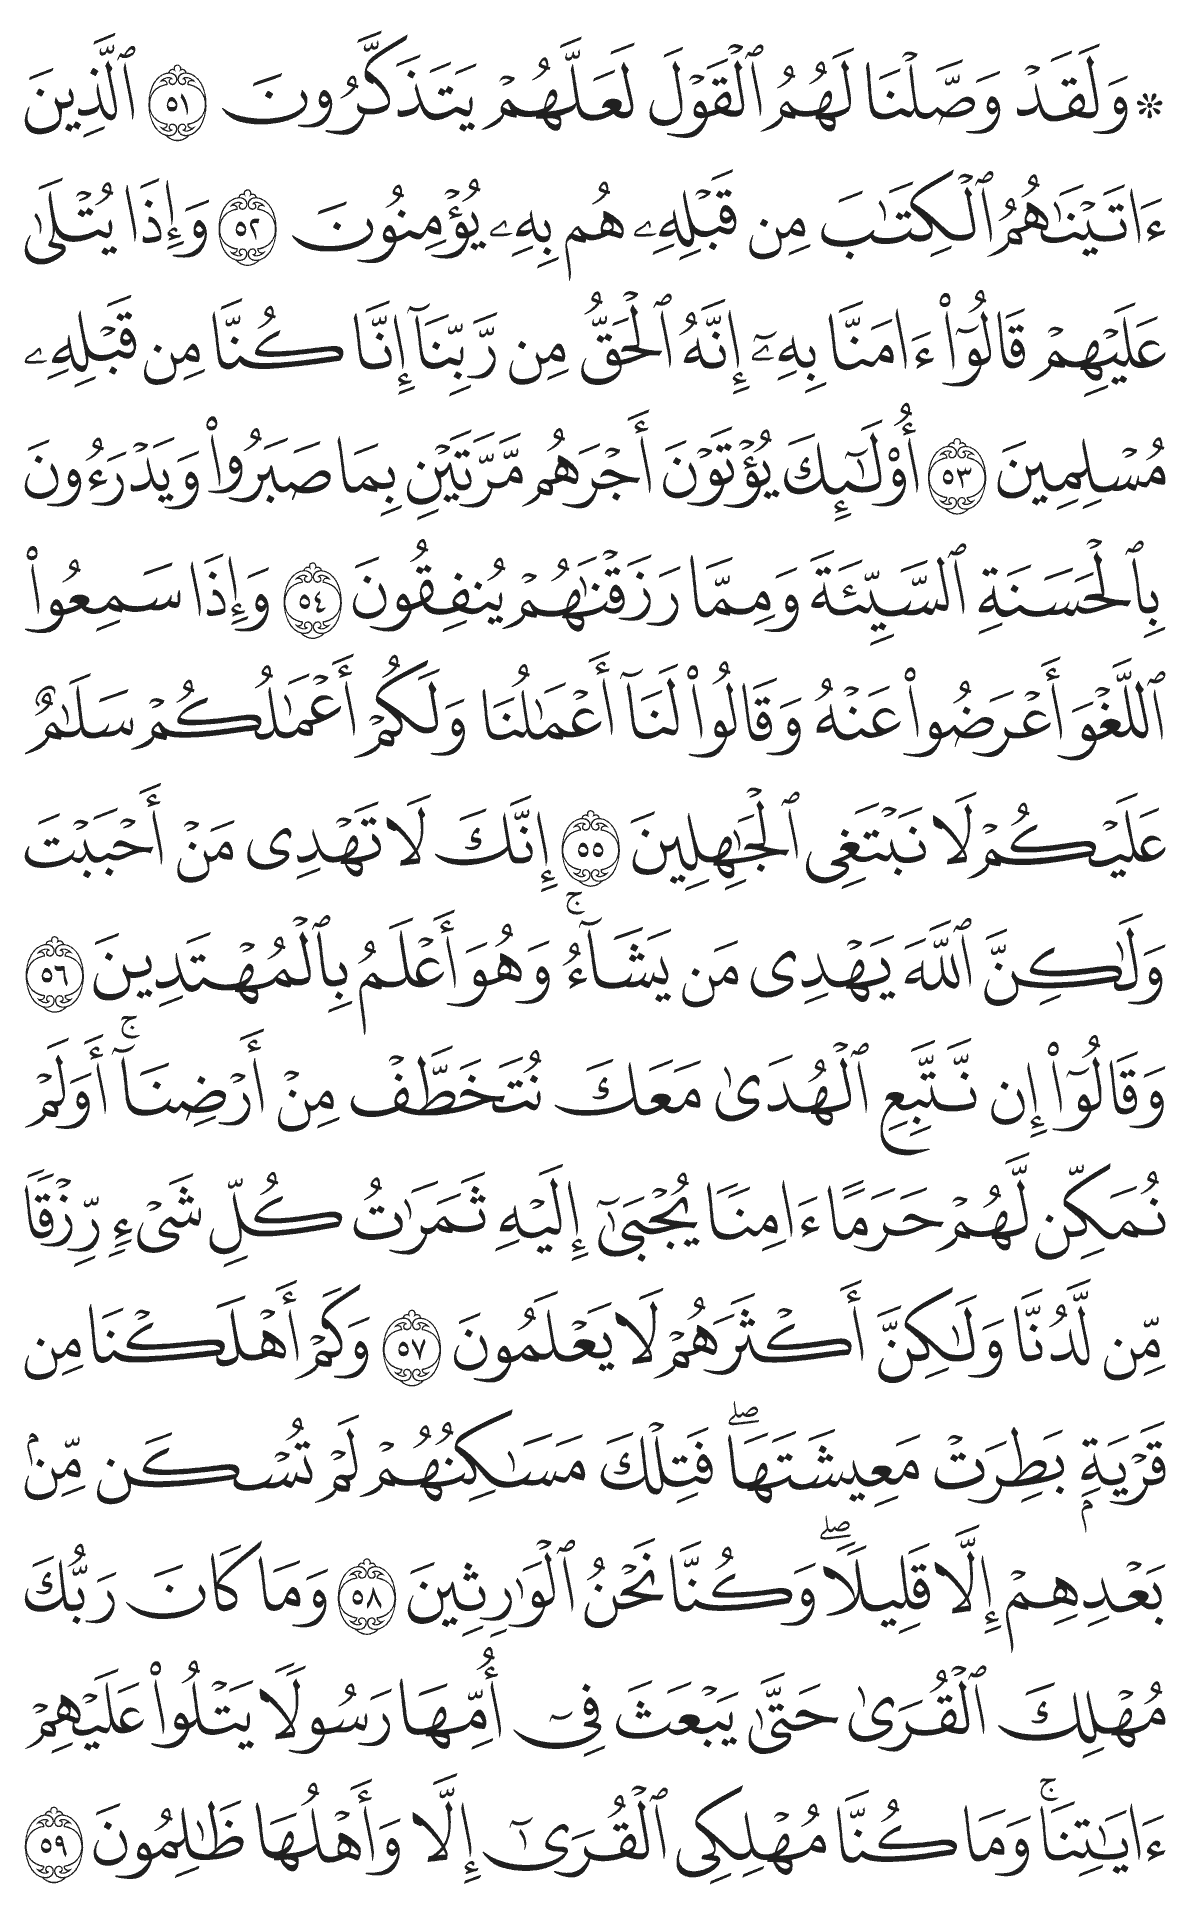 ۞ وَلَقَدْ وَصَّلْنَا لَهُمُ ٱلْقَوْلَ لَعَلَّهُمْ يَتَذَكَّرُونَ ٥١ ٱلَّذِينَ
ءَاتَيْنَٰهُمُ ٱلْكِتَٰبَ مِن قَبْلِهِۦ هُم بِهِۦ يُؤْمِنُونَ ٥٢ وَإِذَا يُتْلَىٰ
عَلَيْهِمْ قَالُوٓا۟ ءَامَنَّا بِهِۦٓ إِنَّهُ ٱلْحَقُّ مِن رَّبِّنَآ إِنَّا كُنَّا مِن قَبْلِهِۦ
مُسْلِمِينَ ٥٣ أُو۟لَٰٓئِكَ يُؤْتَوْنَ أَجْرَهُم مَّرَّتَيْنِ بِمَا صَبَرُوا۟ وَيَدْرَءُونَ
بِٱلْحَسَنَةِ ٱلسَّيِّئَةَ وَمِمَّا رَزَقْنَٰهُمْ يُنفِقُونَ ٥٤ وَإِذَا سَمِعُوا۟
ٱللَّغْوَ أَعْرَضُوا۟ عَنْهُ وَقَالُوا۟ لَنَآ أَعْمَٰلُنَا وَلَكُمْ أَعْمَٰلُكُمْ سَلَٰمٌ
عَلَيْكُمْ لَا نَبْتَغِى ٱلْجَٰهِلِينَ ٥٥ إِنَّكَ لَا تَهْدِى مَنْ أَحْبَبْتَ
وَلَٰكِنَّ ٱللَّهَ يَهْدِى مَن يَشَآءُ ۚ وَهُوَ أَعْلَمُ بِٱلْمُهْتَدِينَ ٥٦
وَقَالُوٓا۟ إِن نَّتَّبِعِ ٱلْهُدَىٰ مَعَكَ نُتَخَطَّفْ مِنْ أَرْضِنَآ ۚ أَوَلَمْ
نُمَكِّن لَّهُمْ حَرَمًا ءَامِنًا يُجْبَىٰٓ إِلَيْهِ ثَمَرَٰتُ كُلِّ شَىْءٍ رِّزْقًا
مِّن لَّدُنَّا وَلَٰكِنَّ أَكْثَرَهُمْ لَا يَعْلَمُونَ ٥٧ وَكَمْ أَهْلَكْنَا مِن
قَرْيَةٍۭ بَطِرَتْ مَعِيشَتَهَا ۖ فَتِلْكَ مَسَٰكِنُهُمْ لَمْ تُسْكَن مِّنۢ
بَعْدِهِمْ إِلَّا قَلِيلًا ۖ وَكُنَّا نَحْنُ ٱلْوَٰرِثِينَ ٥٨ وَمَا كَانَ رَبُّكَ
مُهْلِكَ ٱلْقُرَىٰ حَتَّىٰ يَبْعَثَ فِىٓ أُمِّهَا رَسُولًا يَتْلُوا۟ عَلَيْهِمْ
ءَايَٰتِنَا ۚ وَمَا كُنَّا مُهْلِكِى ٱلْقُرَىٰٓ إِلَّا وَأَهْلُهَا ظَٰلِمُونَ ٥٩